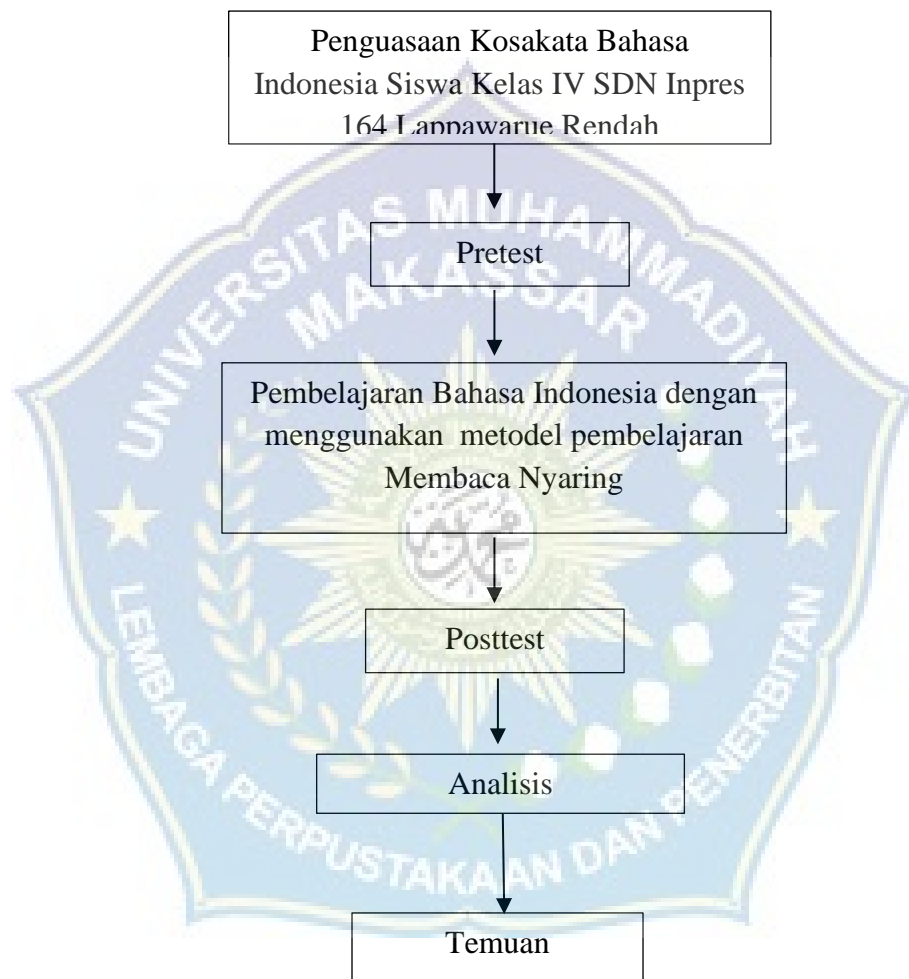 Penguasaan Kosakata Bahasa
Indonesia Siswa Kelas IV SDN Inpres
164 Lappawarue Rendah
UNIVERSITAS MUHAMMADIYAH
MAKASSAR
Pretest
Pembelajaran Bahasa Indonesia dengan
menggunakan metodel pembelajaran
Membaca Nyaring
Posttest
Analisis
LEMBAGA PERPUSTAKAAN DAN PENERBITAN
Temuan